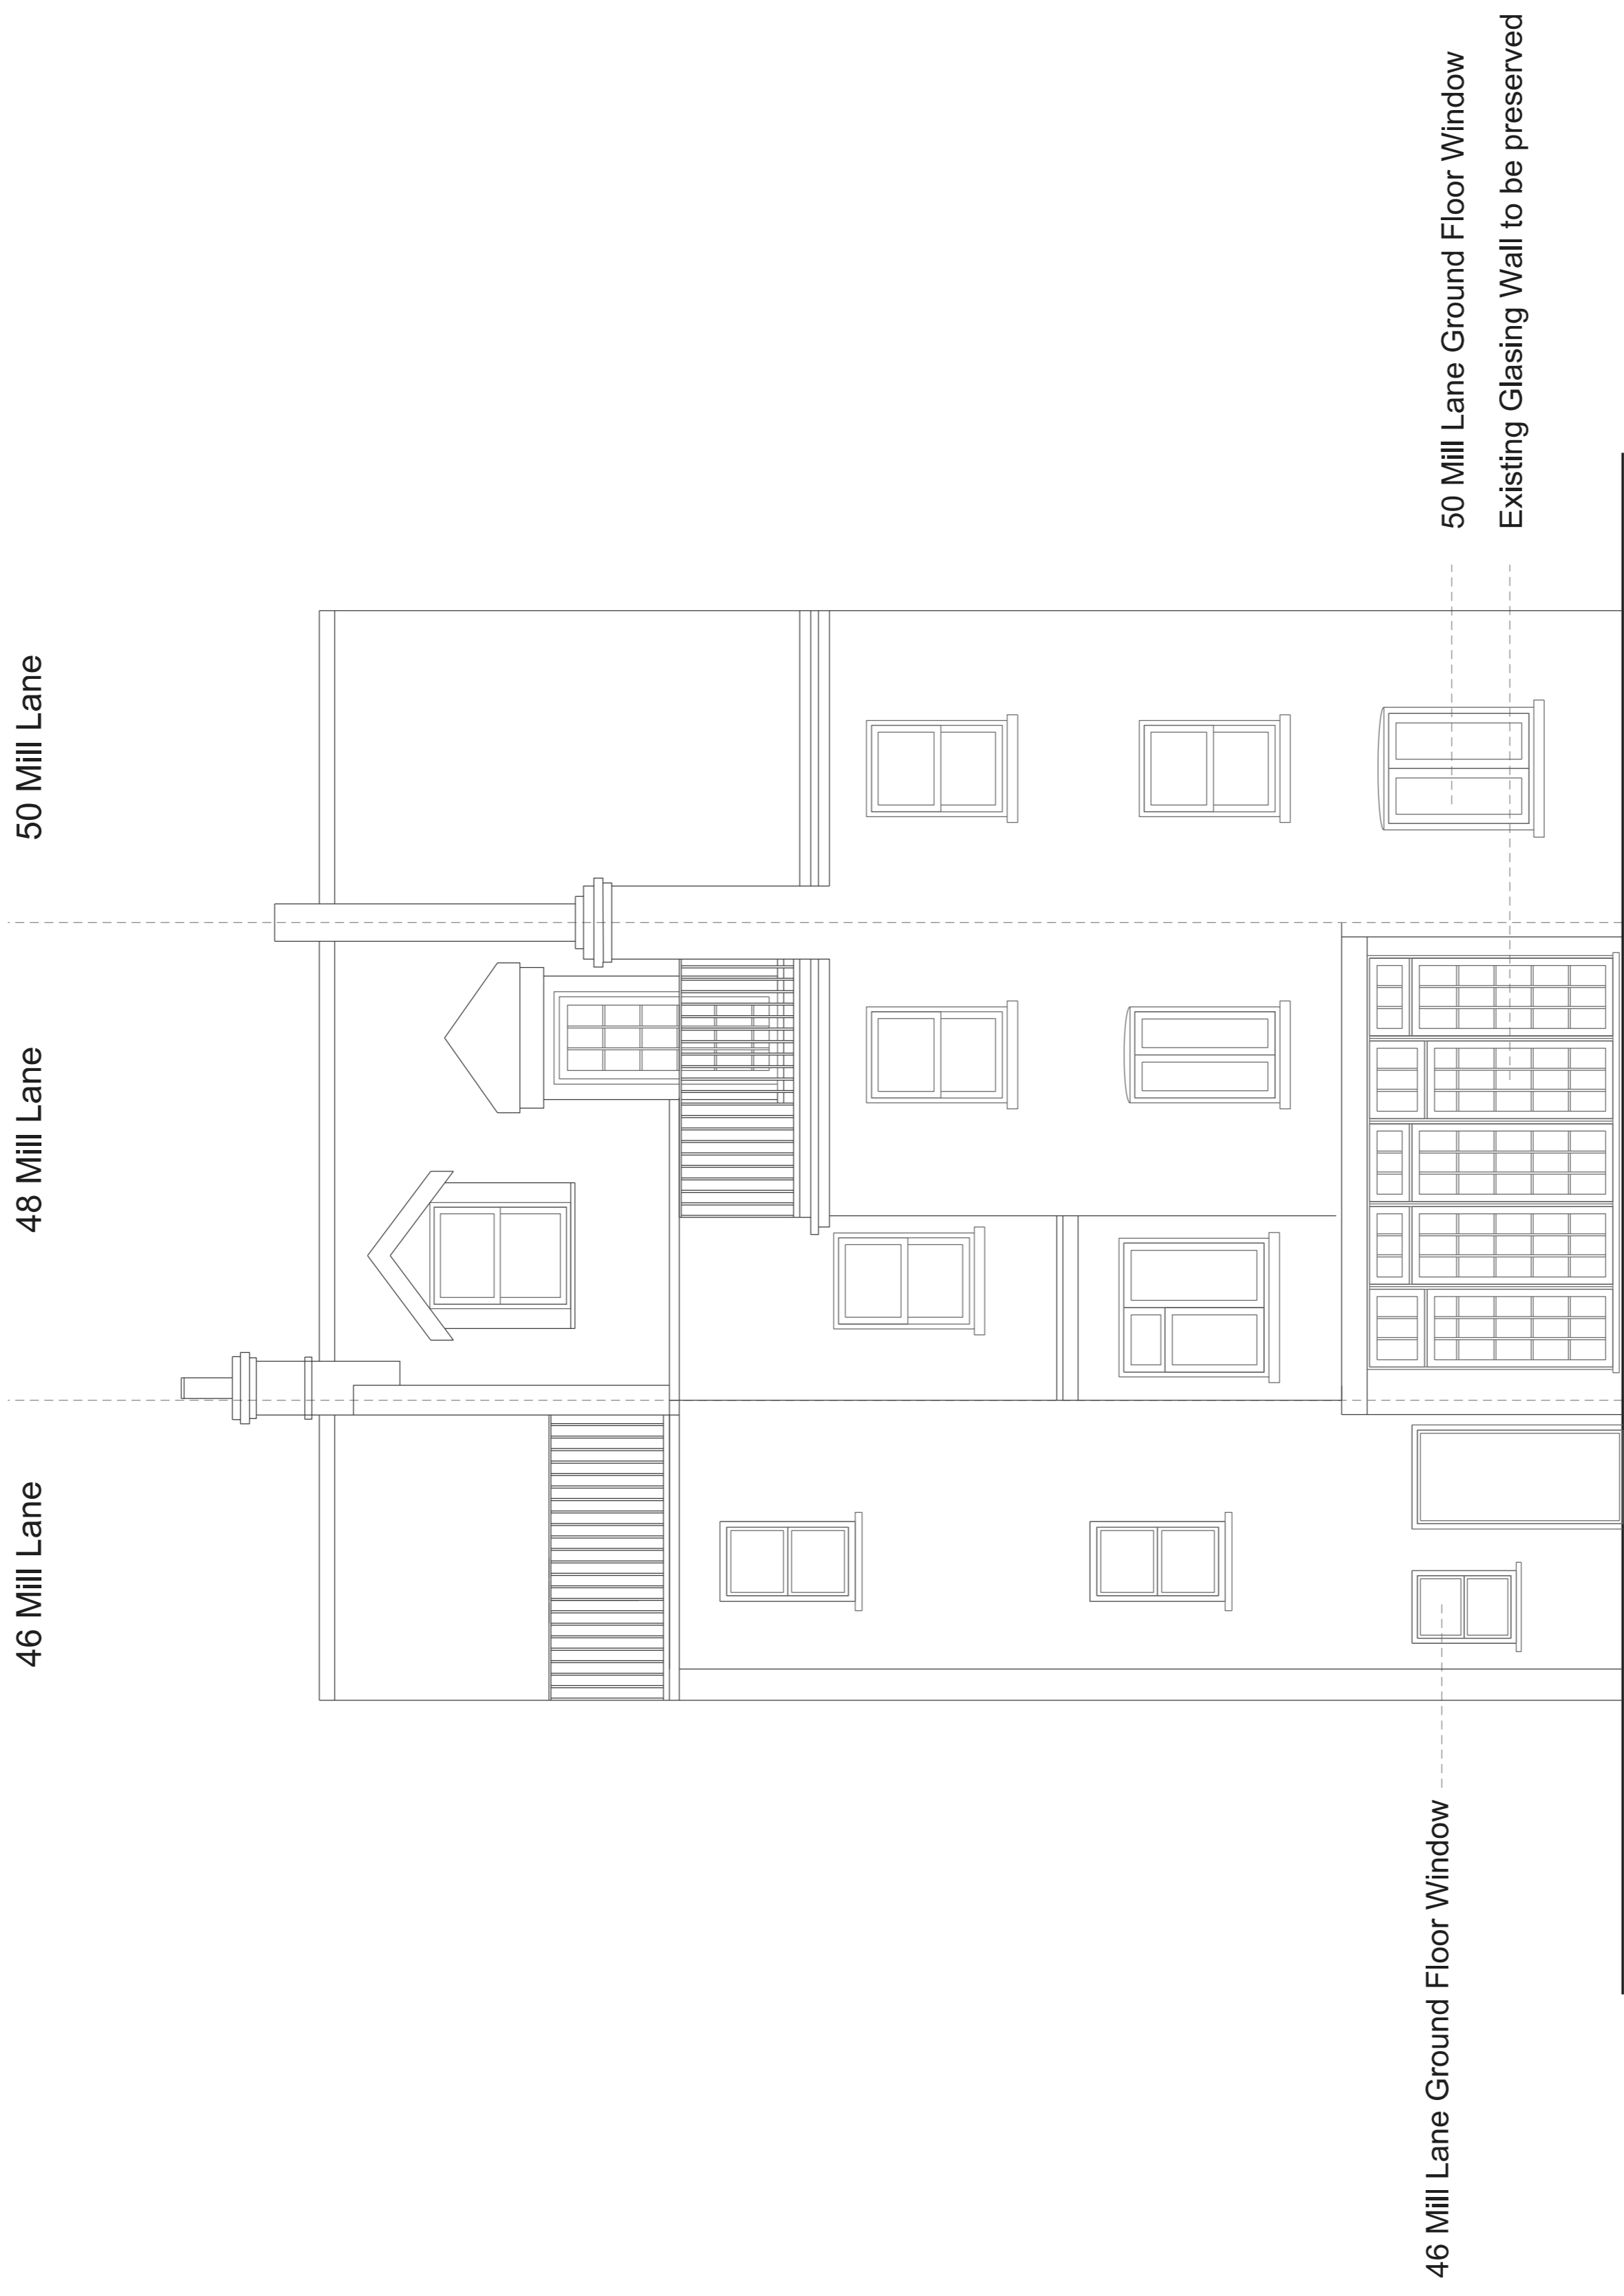 46 Mill Lane
48 Mill Lane
50 Mill Lane
46 Mill Lane Ground Floor Window
50 Mill Lane Ground Floor Window
Existing Glasing Wall to be preserved